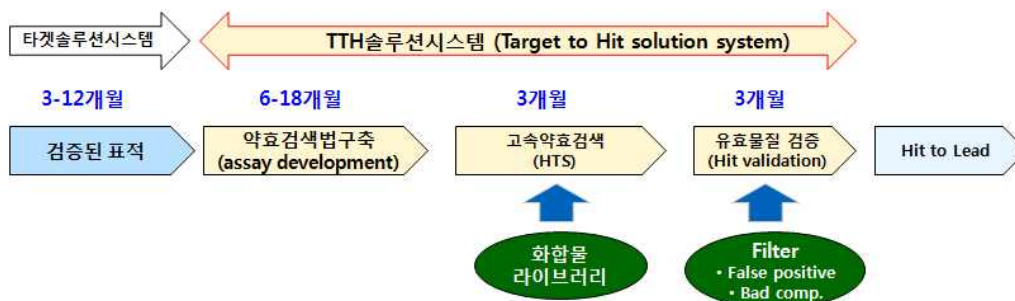 타겟솔루션시스템
TTH솔루션시스템 (Target to Hit solution system)
3-12개월
6-18개월
3개월
3개월
검증된 표적
약효검색법구축
(assay development)
고속약효검색
(HTS)
유효물질 검증
(Hit validation)
Hit to Lead
화합물
라이브러리
Filter
• False positive
• Bad comp.